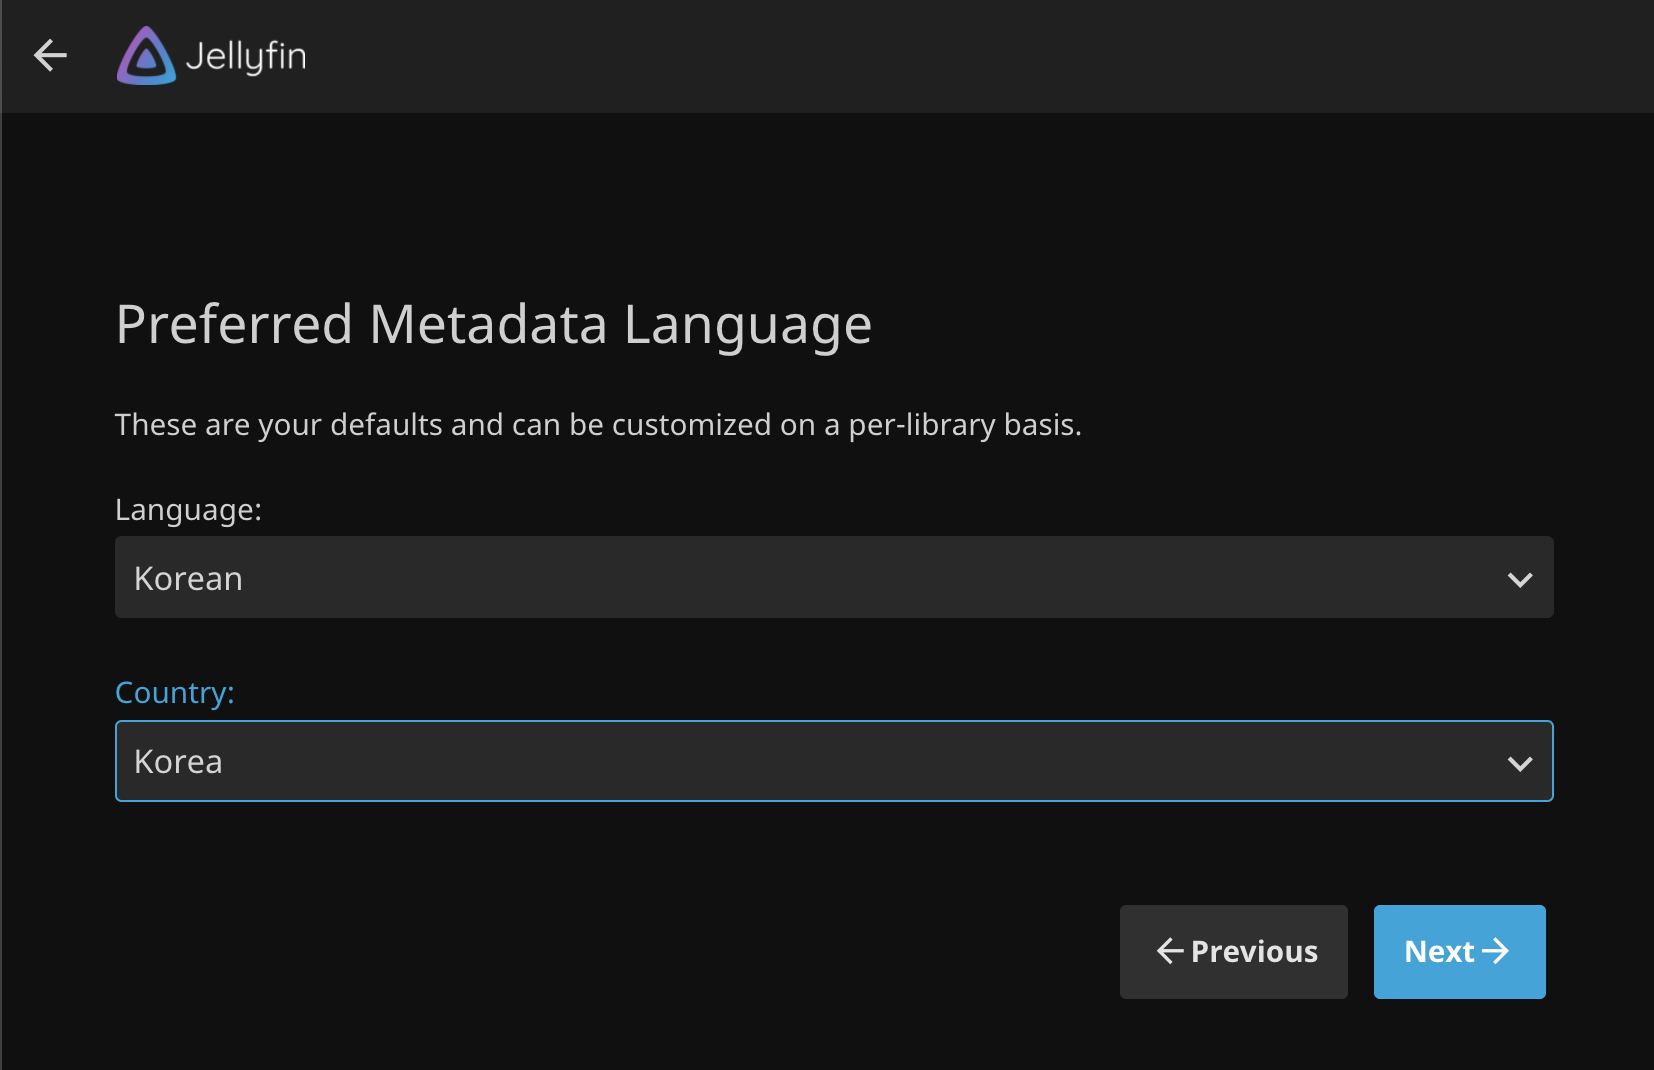 Jellyfin
Preferred Metadata Language
These are your defaults and can be customized on a per-library basis.
Language:
Korean
Country:
Korea
Previous
Next